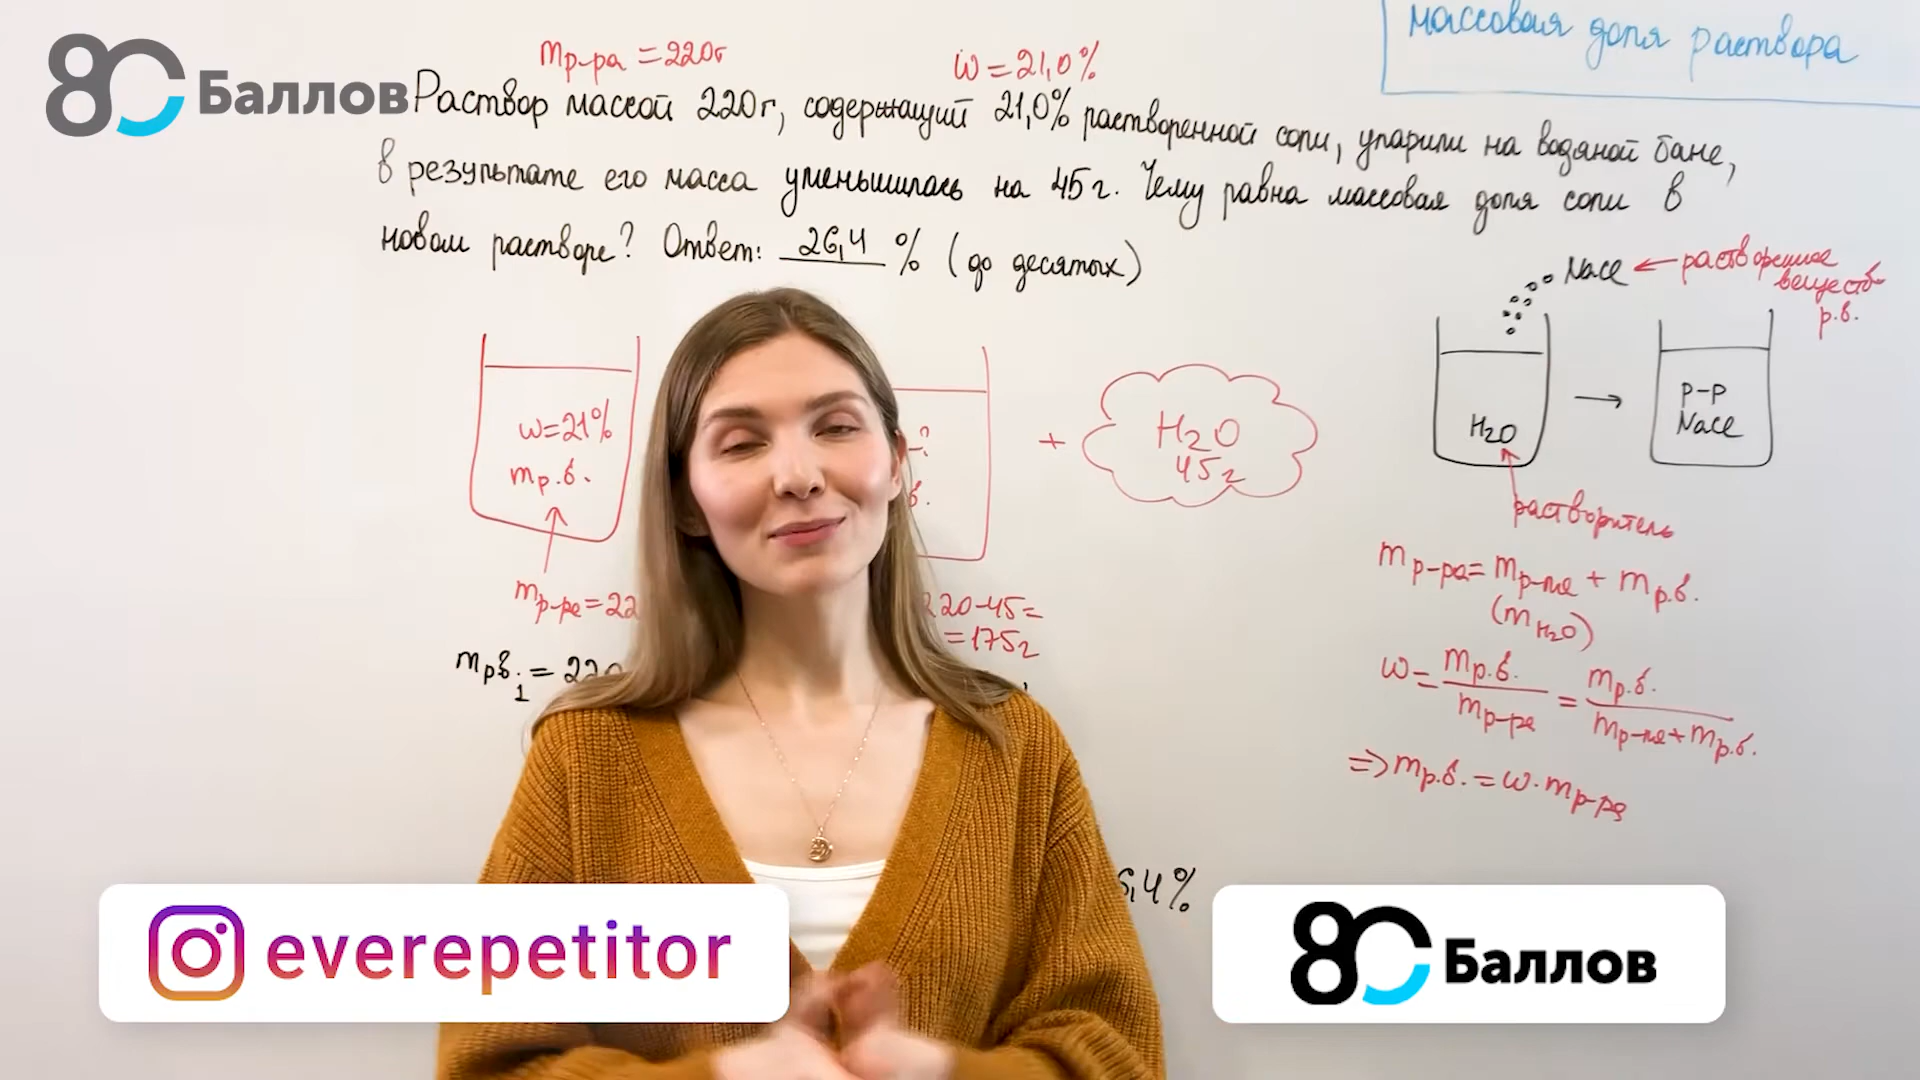 80 Баллов
массовая доля раствора
mр-ра = 220г
w = 21,0%
Раствор массой 220г, содержащий 21,0% растворенной соли, упарили на водяной бане,
в результате его масса уменьшилась на 45г. Чему равна массовая доля соли в
новом растворе? Ответ: 26,4 % (до десятых)
w=21%
mр.в.
mр-ра=22
-?
в.
+
H2O
45г
220-45=
=175г
mрв.1 = 220
6,4%
NaCl ← растворенное
вещество
р.в.
H2O
→
р-р
NaCl
растворитель
mр-ра= mр-ля + mр.в.
(mH2O)
w= mр.в. / mр-ра = mр.в. / mр-ля+mр.в.
⇒ mр.в. = w·mр-ра
everepetitor
80 Баллов